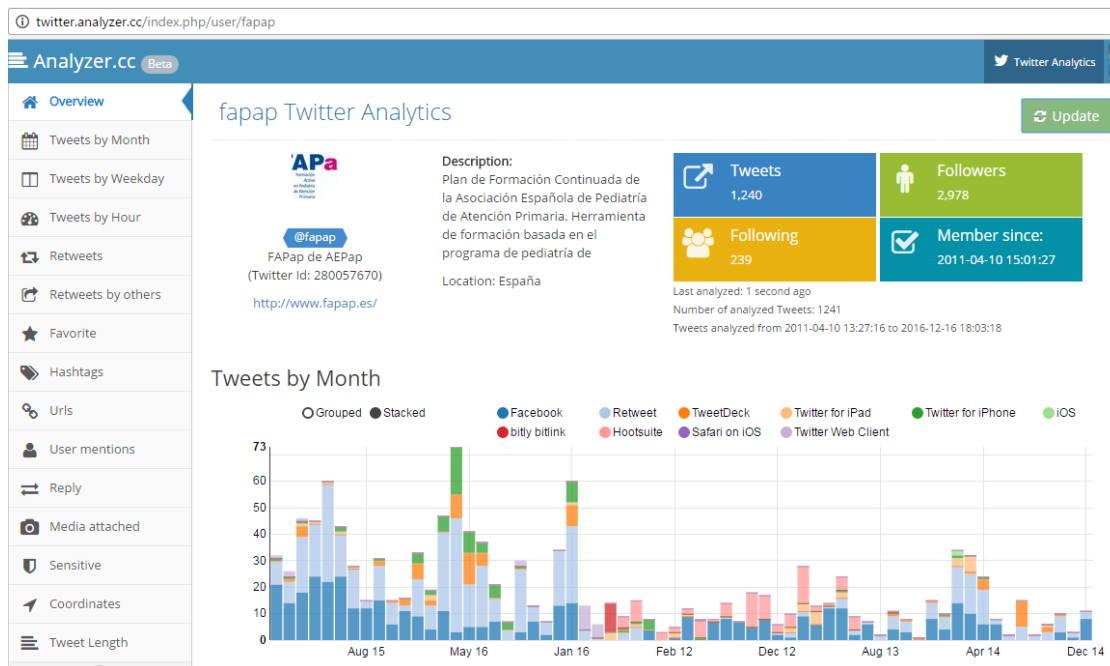 twitter.analyzer.cc/index.php/user/fapap
Analyzer.cc Beta
Twitter Analytics
Overview
Tweets by Month
Tweets by Weekday
Tweets by Hour
Retweets
Retweets by others
Favorite
Hashtags
Urls
User mentions
Reply
Media attached
Sensitive
Coordinates
Tweet Length
fapap Twitter Analytics
Update
'APa
Formación
Active
en Pediatría
de Atención
Primaria
@fapap
FAPap de AEPap
(Twitter Id: 280057670)
http://www.fapap.es/
Description:
Plan de Formación Continuada de
la Asociación Española de Pediatría
de Atención Primaria. Herramienta
de formación basada en el
programa de pediatría de
Location: España
Tweets
1,240
Followers
2,978
Following
239
Member since:
2011-04-10 15:01:27
Last analyzed: 1 second ago
Number of analyzed Tweets: 1241
Tweets analyzed from 2011-04-10 13:27:16 to 2016-12-16 18:03:18
Tweets by Month
Grouped Stacked
Facebook Retweet TweetDeck Twitter for iPad Twitter for iPhone iOS
bitly bitlink Hootsuite Safari on iOS Twitter Web Client
73
60
50
40
30
20
10
0
Aug 15 May 16 Jan 16 Feb 12 Dec 12 Aug 13 Apr 14 Dec 14